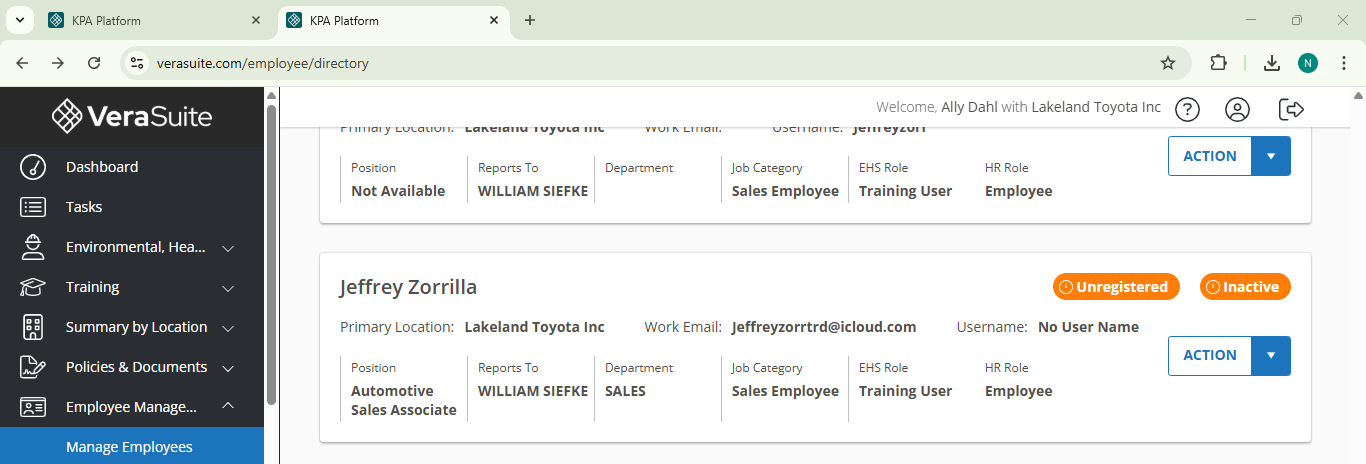 KPA Platform
KPA Platform
verasuite.com/employee/directory
N
VeraSuite
Welcome, Ally Dahl with Lakeland Toyota Inc
?
Dashboard
Tasks
Environmental, Hea...
Training
Summary by Location
Policies & Documents
Employee Manage...
Manage Employees
Primary Location: Lakeland Toyota Inc Work Email: Username: Jeffreyzorr
ACTION
Position Reports To Department Job Category EHS Role HR Role
Not Available WILLIAM SIEFKE Sales Employee Training User Employee
Jeffrey Zorrilla Unregistered Inactive
Primary Location: Lakeland Toyota Inc Work Email: Jeffreyzorrtrd@icloud.com Username: No User Name
ACTION
Position Reports To Department Job Category EHS Role HR Role
Automotive WILLIAM SIEFKE SALES Sales Employee Training User Employee
Sales Associate